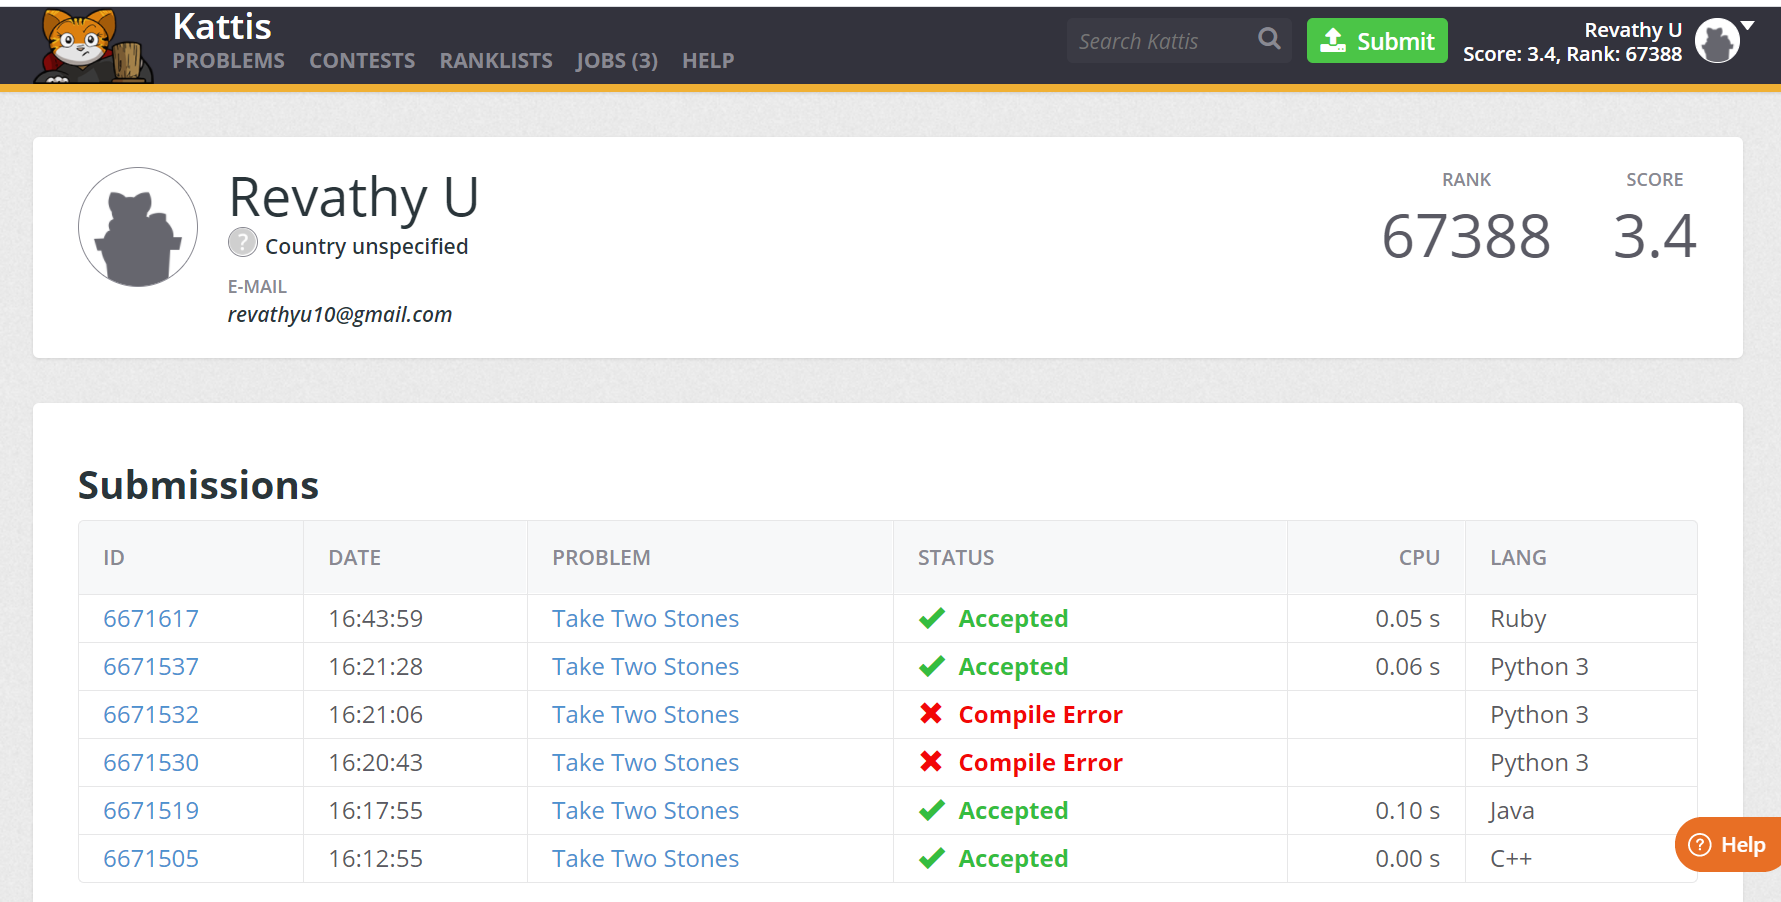 Kattis
PROBLEMS CONTESTS RANKLISTS JOBS (3) HELP
Search Kattis
Submit
Revathy U
Score: 3.4, Rank: 67388
Revathy U
? Country unspecified
E-MAIL
revathyu10@gmail.com
RANK
67388
SCORE
3.4
Submissions
ID DATE PROBLEM STATUS CPU LANG
6671617 16:43:59 Take Two Stones Accepted 0.05 s Ruby
6671537 16:21:28 Take Two Stones Accepted 0.06 s Python 3
6671532 16:21:06 Take Two Stones Compile Error Python 3
6671530 16:20:43 Take Two Stones Compile Error Python 3
6671519 16:17:55 Take Two Stones Accepted 0.10 s Java
6671505 16:12:55 Take Two Stones Accepted 0.00 s C++
? Help